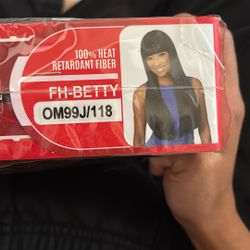 100% HEAT
RETARDANT FIBER
FH-BETTY
OM99J/118